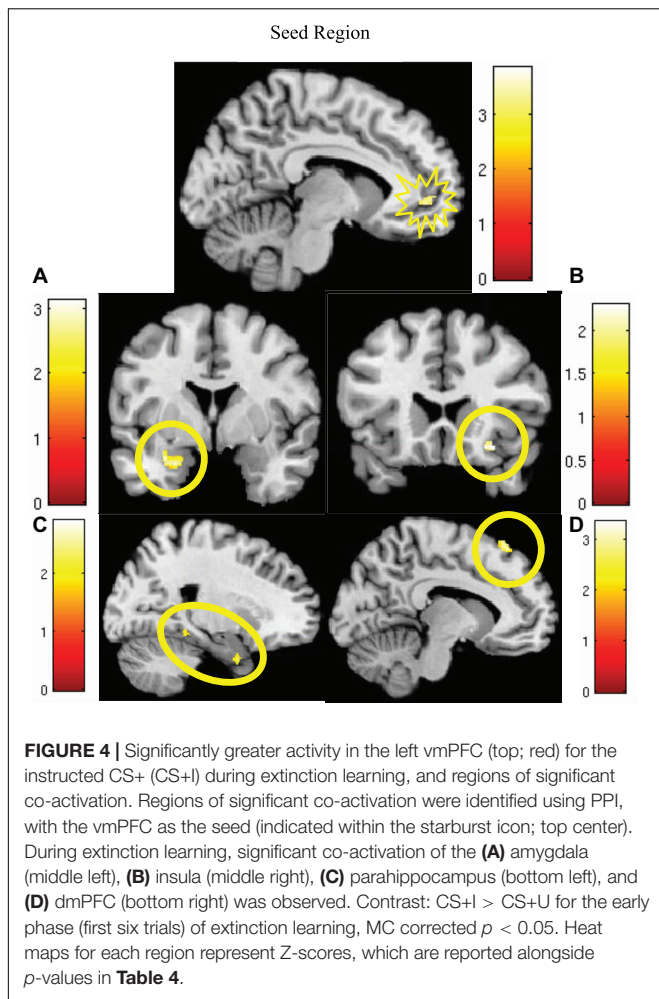 Seed Region
3
2
1
0
A
B
3
2
1
0
2
1.5
1
0.5
0
C
D
2
1
0
3
2
1
0
FIGURE 4 | Significantly greater activity in the left vmPFC (top; red) for the
instructed CS+ (CS+I) during extinction learning, and regions of significant
co-activation. Regions of significant co-activation were identified using PPI,
with the vmPFC as the seed (indicated within the starburst icon; top center).
During extinction learning, significant co-activation of the (A) amygdala
(middle left), (B) insula (middle right), (C) parahippocampus (bottom left), and
(D) dmPFC (bottom right) was observed. Contrast: CS+I > CS+U for the early
phase (first six trials) of extinction learning, MC corrected p < 0.05. Heat
maps for each region represent Z-scores, which are reported alongside
p-values in Table 4.